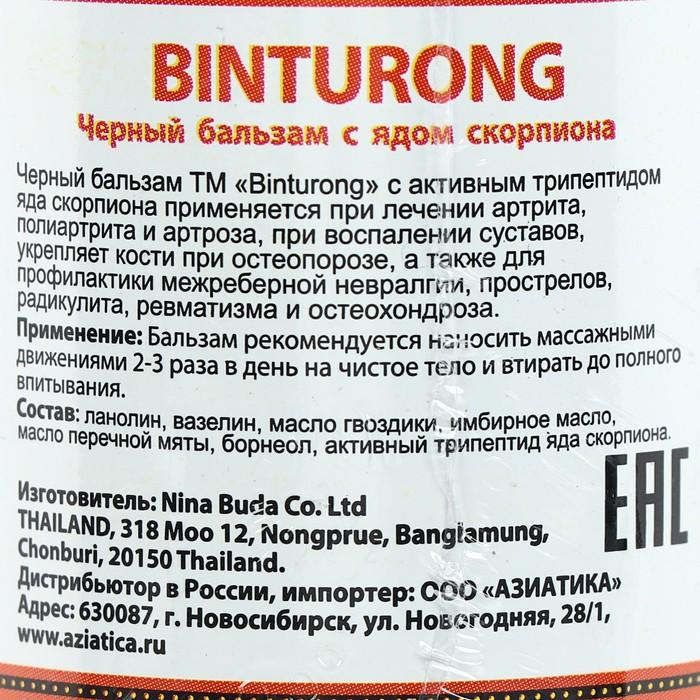 BINTURONG
Черный бальзам с ядом скорпиона
Черный бальзам ТМ «Binturong» с активным трипептидом
яда скорпиона применяется при лечении артрита,
полиартрита и артроза, при воспалении суставов,
укрепляет кости при остеопорозе, а также для
профилактики межреберной невралгии, прострелов,
радикулита, ревматизма и остеохондроза.
Применение: Бальзам рекомендуется наносить массажными
движениями 2-3 раза в день на чистое тело и втирать до полного
впитывания.
Состав: ланолин, вазелин, масло гвоздики, имбирное масло,
масло перечной мяты, борнеол, активный трипептид яда скорпиона.
EAC
Изготовитель: Nina Buda Co. Ltd
THAILAND, 318 Moo 12, Nongprue, Banglamung,
Chonburi, 20150 Thailand.
Дистрибьютор в России, импортер: СОО «АЗИАТИКА»
Адрес: 630087, г. Новосибирск, ул. Новогодняя, 28/1,
www.aziatica.ru